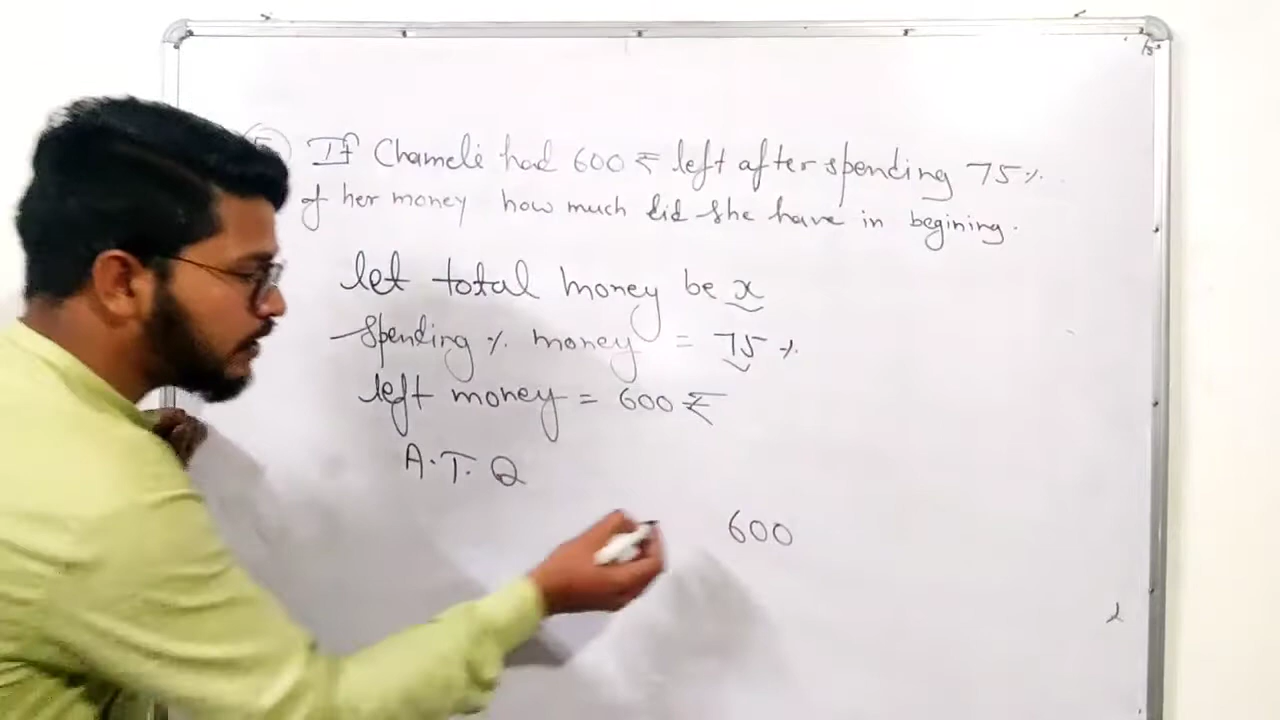 If Chameli had 600 ₹ left after spending 75 %
of her money how much did she have in begining.
let total money be x
Spending % money = 75 %
left money = 600 ₹
A.T.Q
600